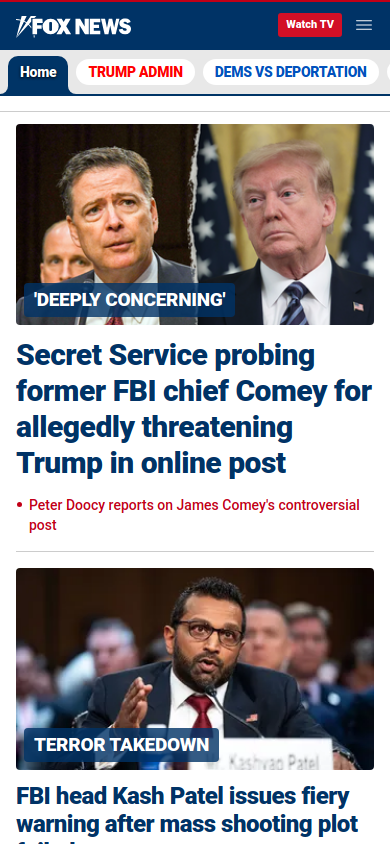 FOX NEWS
Watch TV
Home
TRUMP ADMIN
DEMS VS DEPORTATION
'DEEPLY CONCERNING'
Secret Service probing
former FBI chief Comey for
allegedly threatening
Trump in online post
• Peter Doocy reports on James Comey's controversial
post
Kashyap Patel
TERROR TAKEDOWN
FBI head Kash Patel issues fiery
warning after mass shooting plot